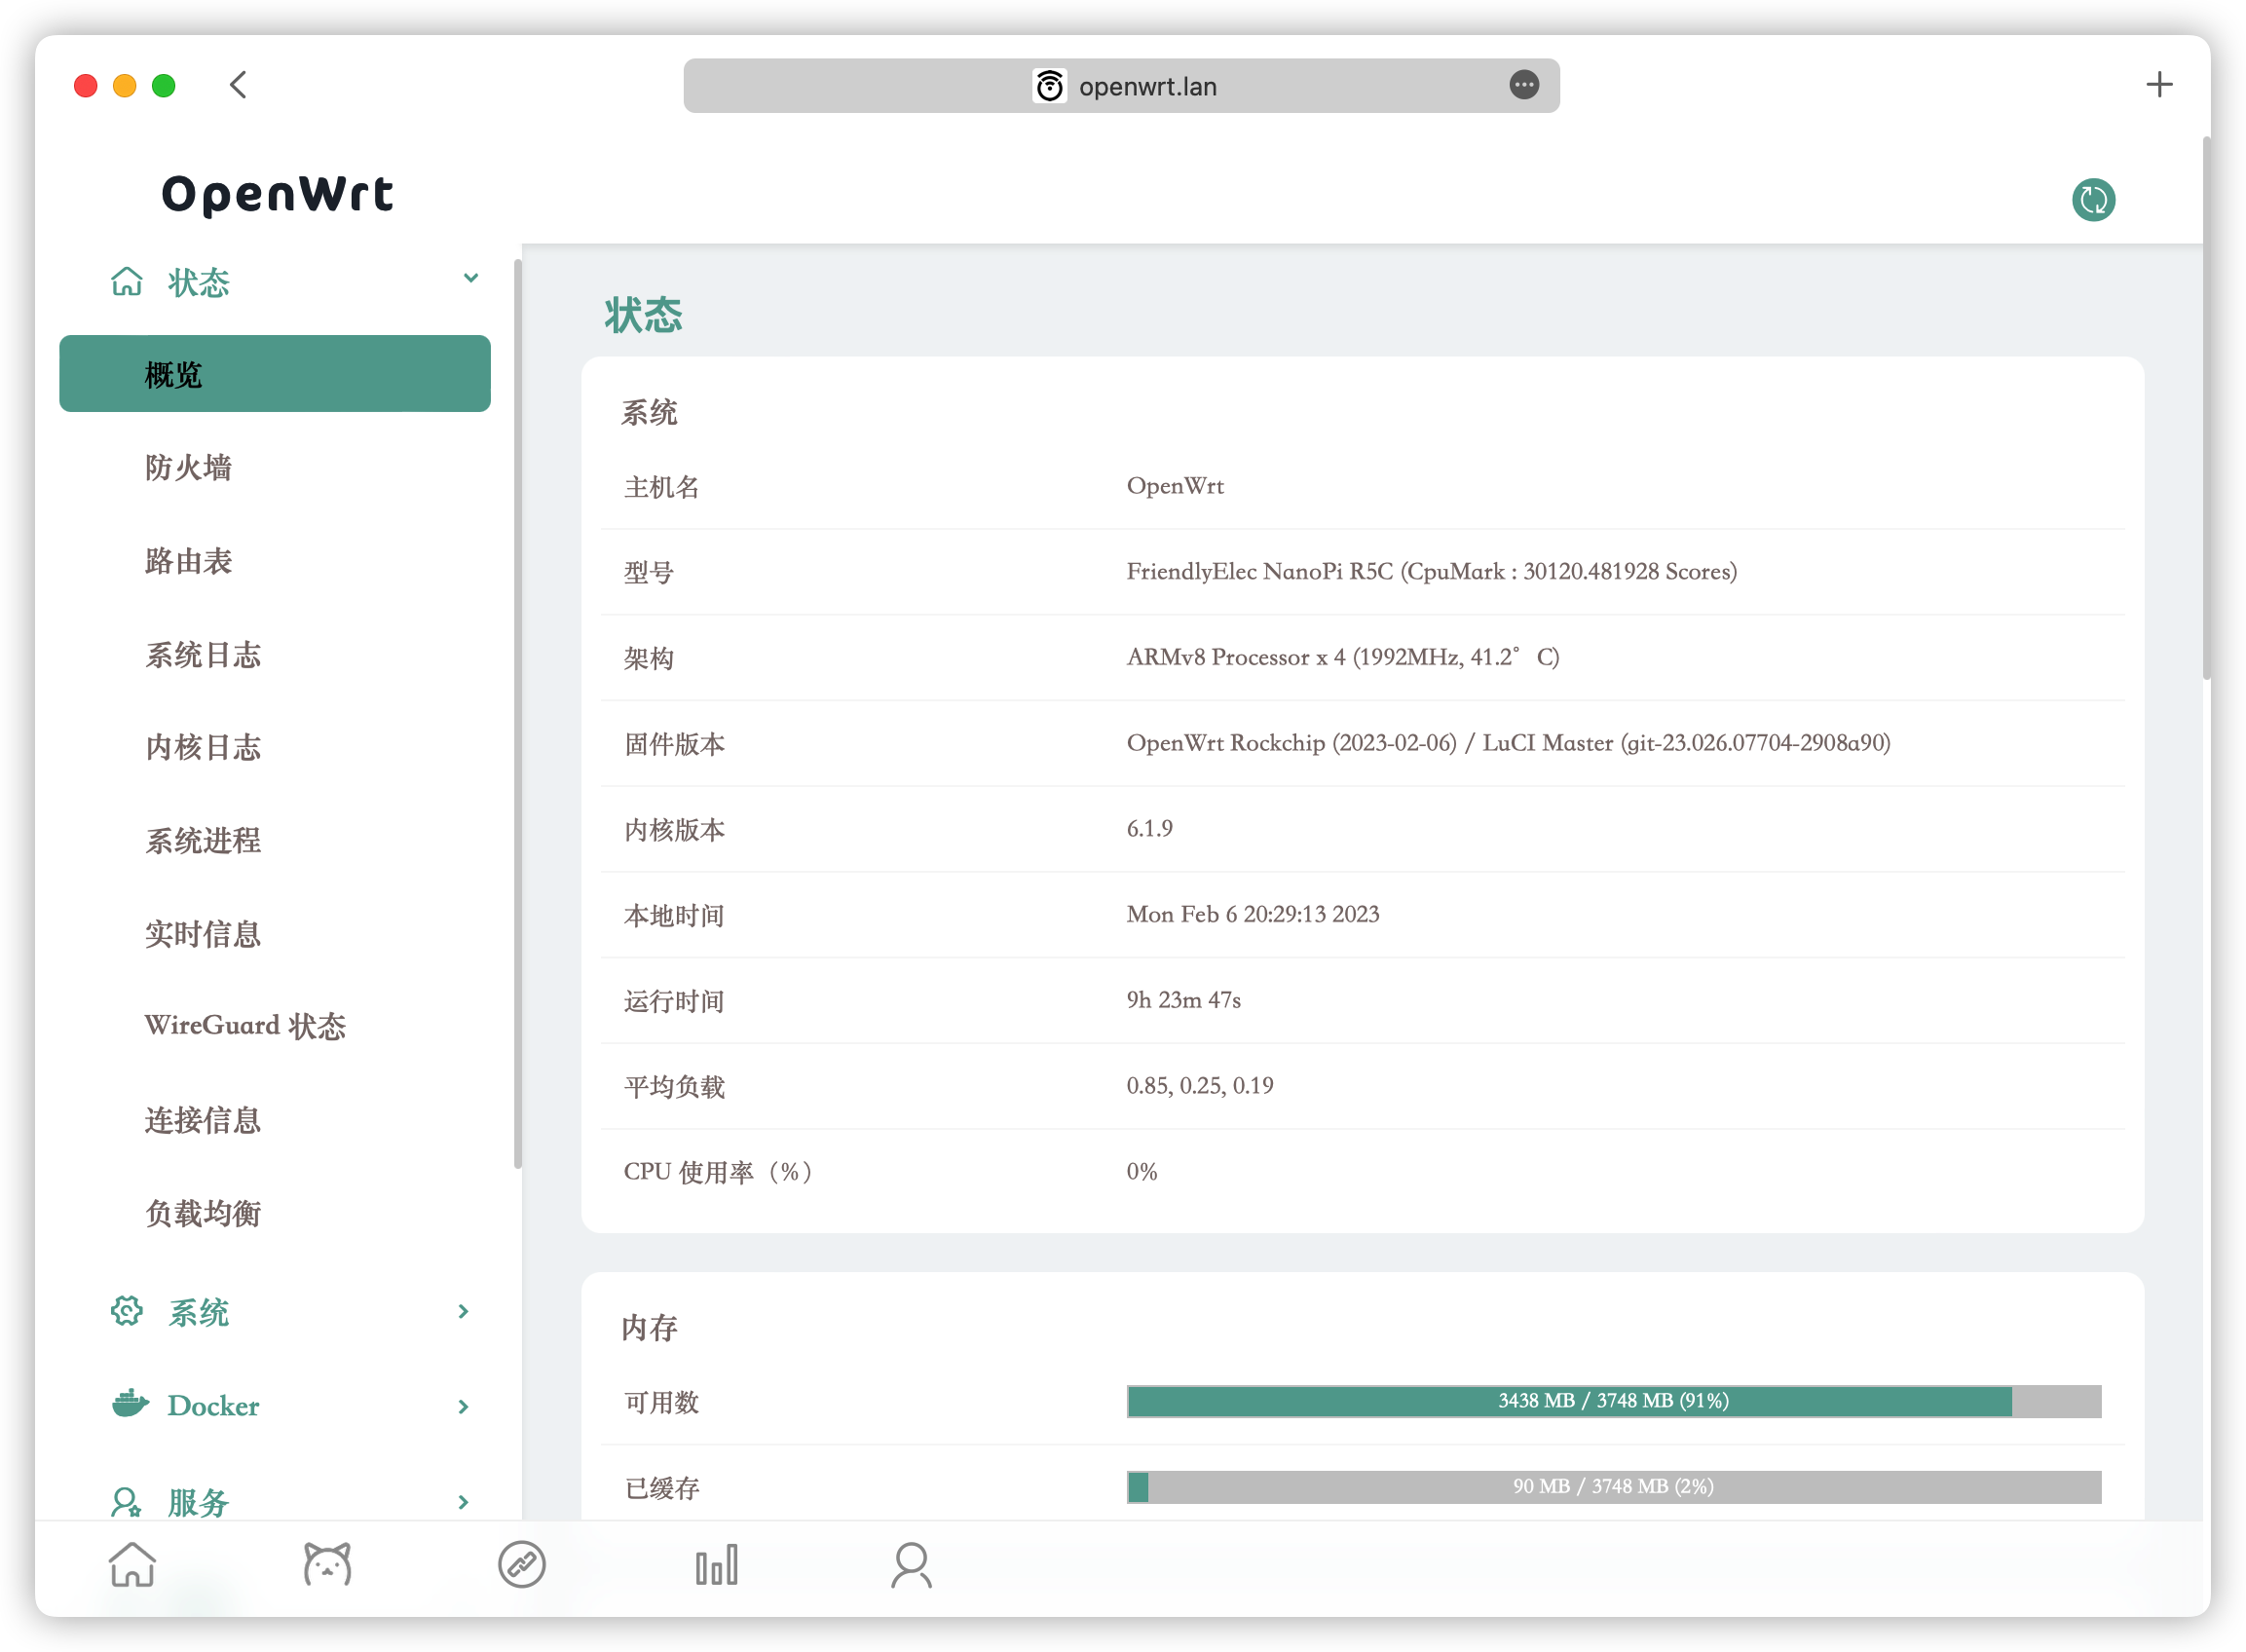 openwrt.lan
OpenWrt
状态
概览
防火墙
路由表
系统日志
内核日志
系统进程
实时信息
WireGuard 状态
连接信息
负载均衡
系统
Docker
服务
状态
系统
主机名 OpenWrt
型号 FriendlyElec NanoPi R5C (CpuMark : 30120.481928 Scores)
架构 ARMv8 Processor x 4 (1992MHz, 41.2° C)
固件版本 OpenWrt Rockchip (2023-02-06) / LuCI Master (git-23.026.07704-2908a90)
内核版本 6.1.9
本地时间 Mon Feb 6 20:29:13 2023
运行时间 9h 23m 47s
平均负载 0.85, 0.25, 0.19
CPU 使用率（%） 0%
内存
可用数 3438 MB / 3748 MB (91%)
已缓存 90 MB / 3748 MB (2%)